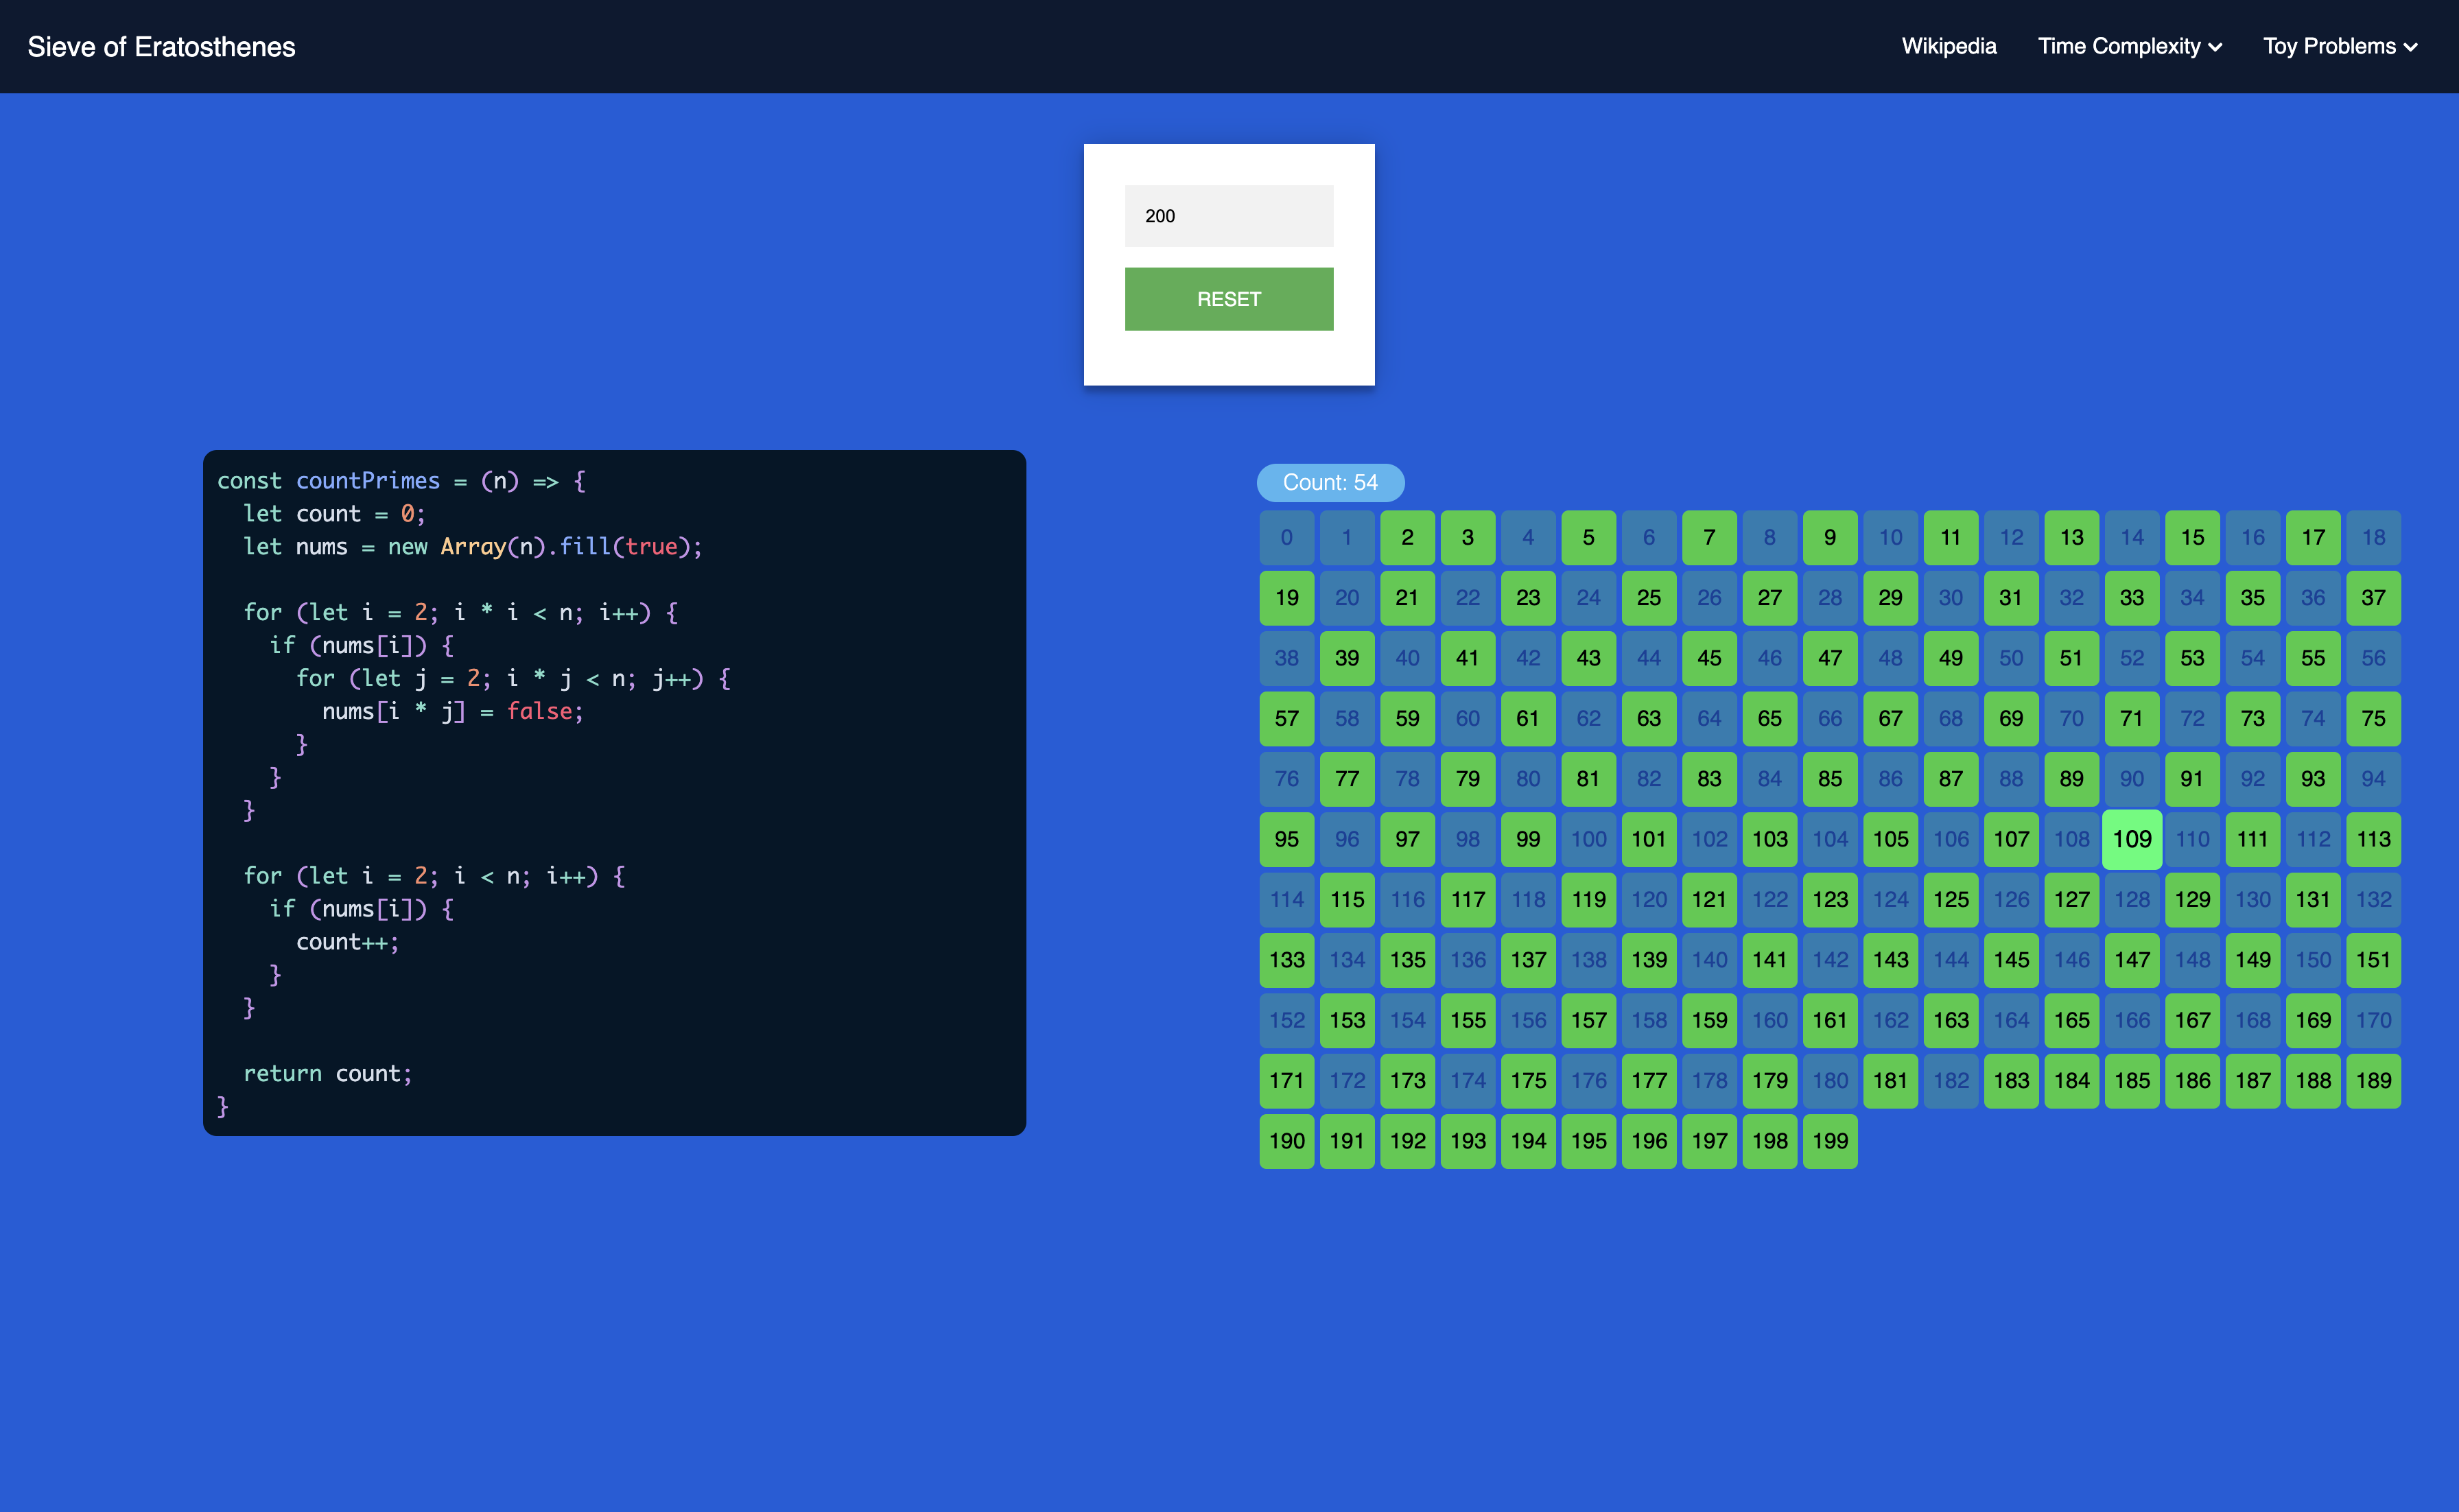 Sieve of Eratosthenes
Wikipedia Time Complexity Toy Problems
200
RESET
const countPrimes = (n) => {
  let count = 0;
  let nums = new Array(n).fill(true);

  for (let i = 2; i * i < n; i++) {
    if (nums[i]) {
      for (let j = 2; i * j < n; j++) {
        nums[i * j] = false;
      }
    }
  }

  for (let i = 2; i < n; i++) {
    if (nums[i]) {
      count++;
    }
  }

  return count;
}
Count: 54
0 1 2 3 4 5 6 7 8 9 10 11 12 13 14 15 16 17 18
19 20 21 22 23 24 25 26 27 28 29 30 31 32 33 34 35 36 37
38 39 40 41 42 43 44 45 46 47 48 49 50 51 52 53 54 55 56
57 58 59 60 61 62 63 64 65 66 67 68 69 70 71 72 73 74 75
76 77 78 79 80 81 82 83 84 85 86 87 88 89 90 91 92 93 94
95 96 97 98 99 100 101 102 103 104 105 106 107 108 109 110 111 112 113
114 115 116 117 118 119 120 121 122 123 124 125 126 127 128 129 130 131 132
133 134 135 136 137 138 139 140 141 142 143 144 145 146 147 148 149 150 151
152 153 154 155 156 157 158 159 160 161 162 163 164 165 166 167 168 169 170
171 172 173 174 175 176 177 178 179 180 181 182 183 184 185 186 187 188 189
190 191 192 193 194 195 196 197 198 199